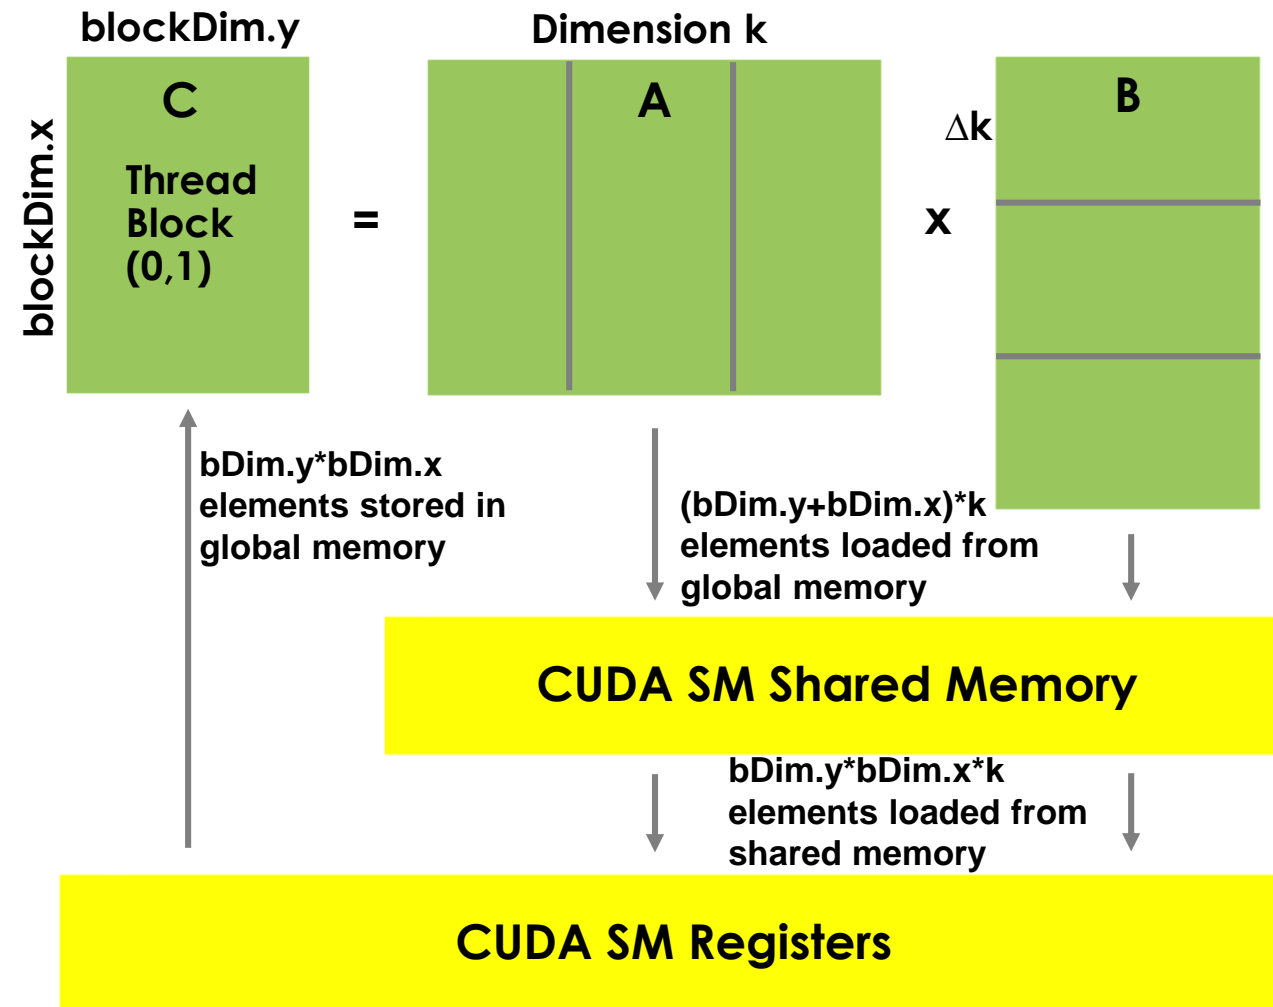 blockDim.y
Dimension k
blockDim.x
C
Thread
Block
(0,1)
=
A
x
Δk
B
bDim.y*bDim.x
elements stored in
global memory
(bDim.y+bDim.x)*k
elements loaded from
global memory
CUDA SM Shared Memory
bDim.y*bDim.x*k
elements loaded from
shared memory
CUDA SM Registers